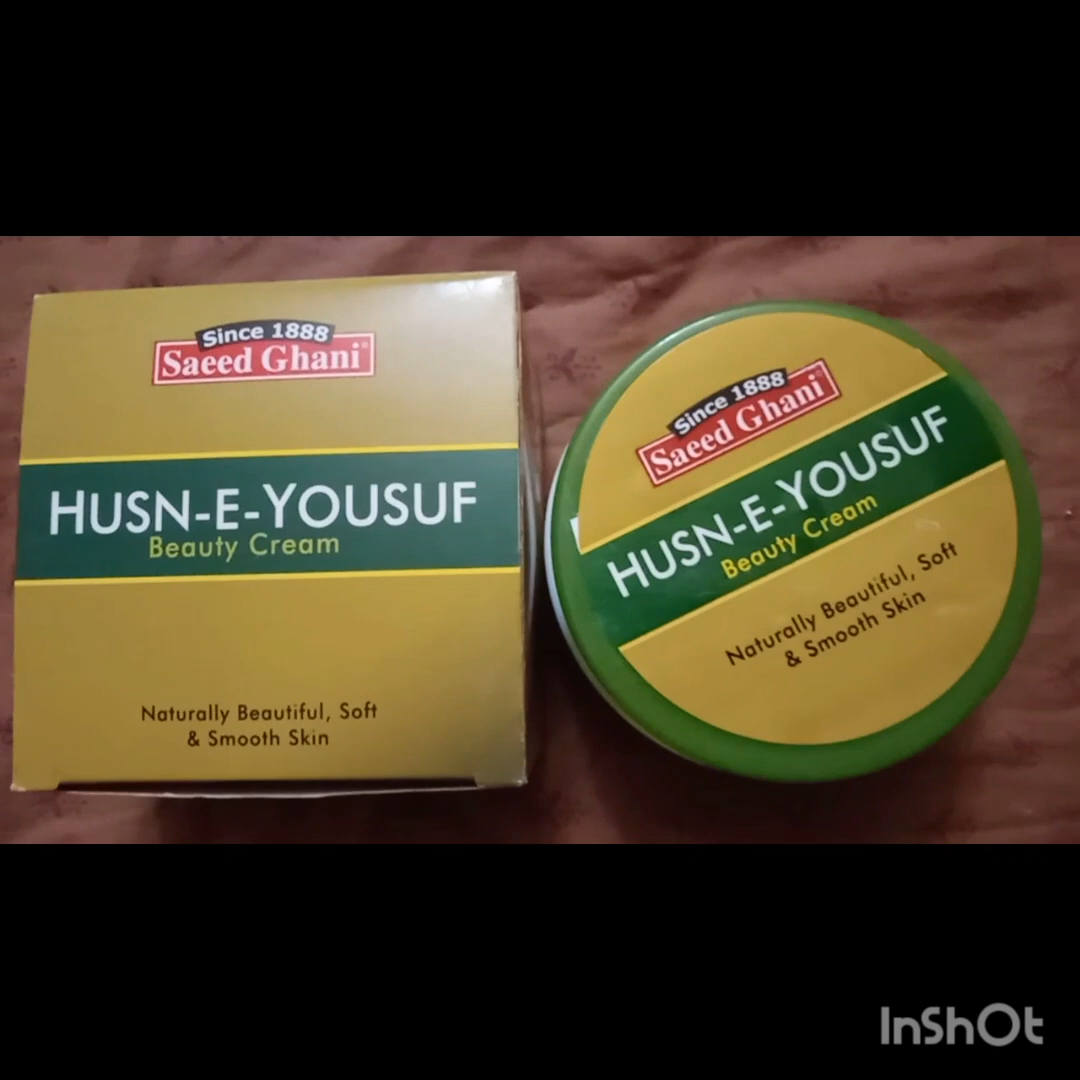 Since 1888
Saeed Ghani®
HUSN-E-YOUSUF
Beauty Cream
Naturally Beautiful, Soft
& Smooth Skin
Since 1888
Saeed Ghani®
HUSN-E-YOUSUF
Beauty Cream
Naturally Beautiful, Soft
& Smooth Skin
InShOt